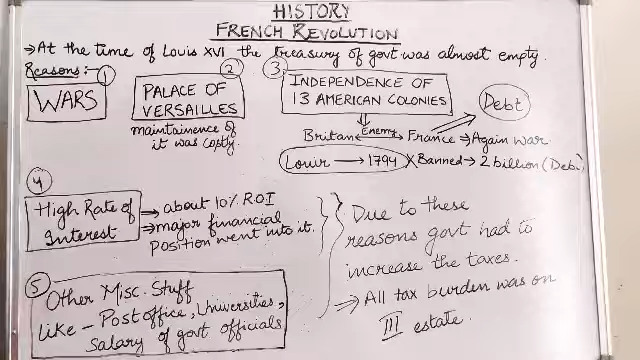 HISTORY
FRENCH REVOLUTION
⇒At the time of Louis XVI the treasury of govt was almost empty.
Reasons:-
1
WARS
2
PALACE OF
VERSAILLES
maintainence of
it was costly.
3
INDEPENDENCE OF
13 AMERICAN COLONIES
Debt
Britan ← Enemy → France ⇒ Again war
Louir → 1794 X Banned → 2 billion (Debt)
4
High Rate of
Interest
→ about 10% ROI
⇒ major financial
position went into it.
5
Other Misc. Stuff
like - Post office, Universities,
Salary of govt officials
Due to these
reasons govt had to
increase the taxes.
⇒ All tax burden was on
III estate.